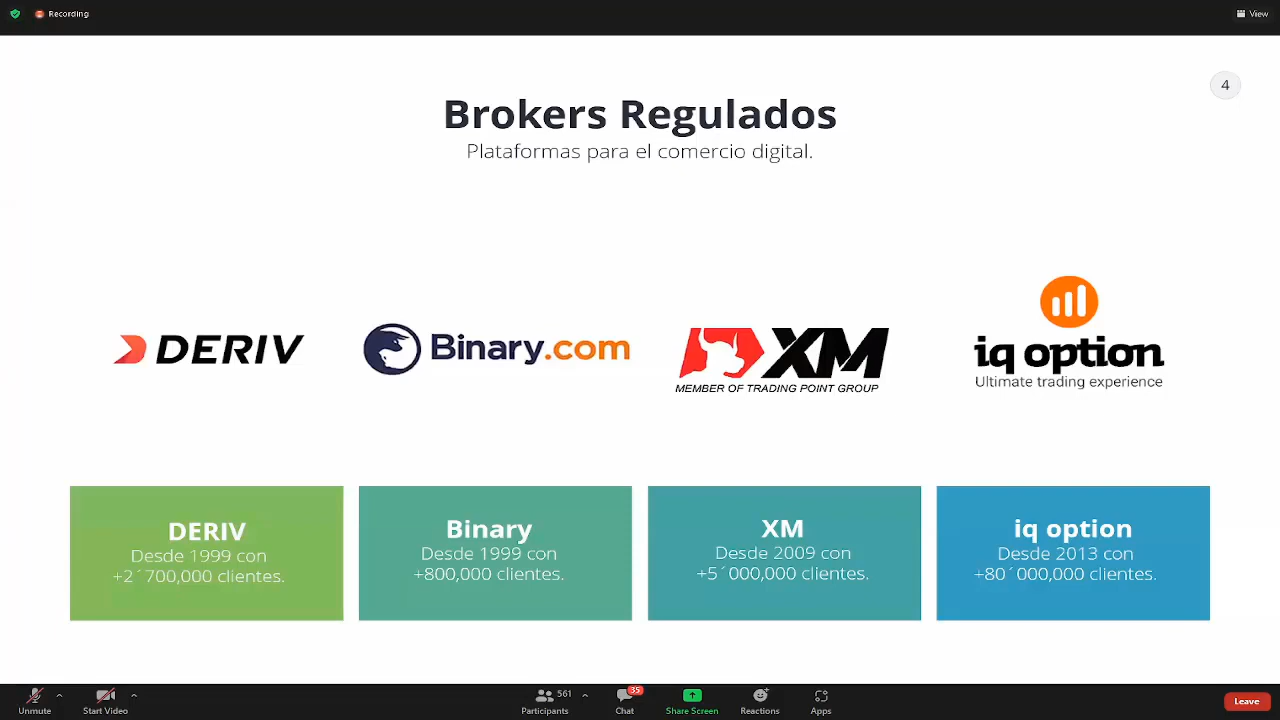 Recording
View
4
Brokers Regulados
Plataformas para el comercio digital.
DERIV
Binary.com
XM
MEMBER OF TRADING POINT GROUP
iq option
Ultimate trading experience
DERIV
Desde 1999 con
+2´700,000 clientes.
Binary
Desde 1999 con
+800,000 clientes.
XM
Desde 2009 con
+5´000,000 clientes.
iq option
Desde 2013 con
+80´000,000 clientes.
Unmute
Start Video
561
Participants
35
Chat
Share Screen
Reactions
Apps
Leave